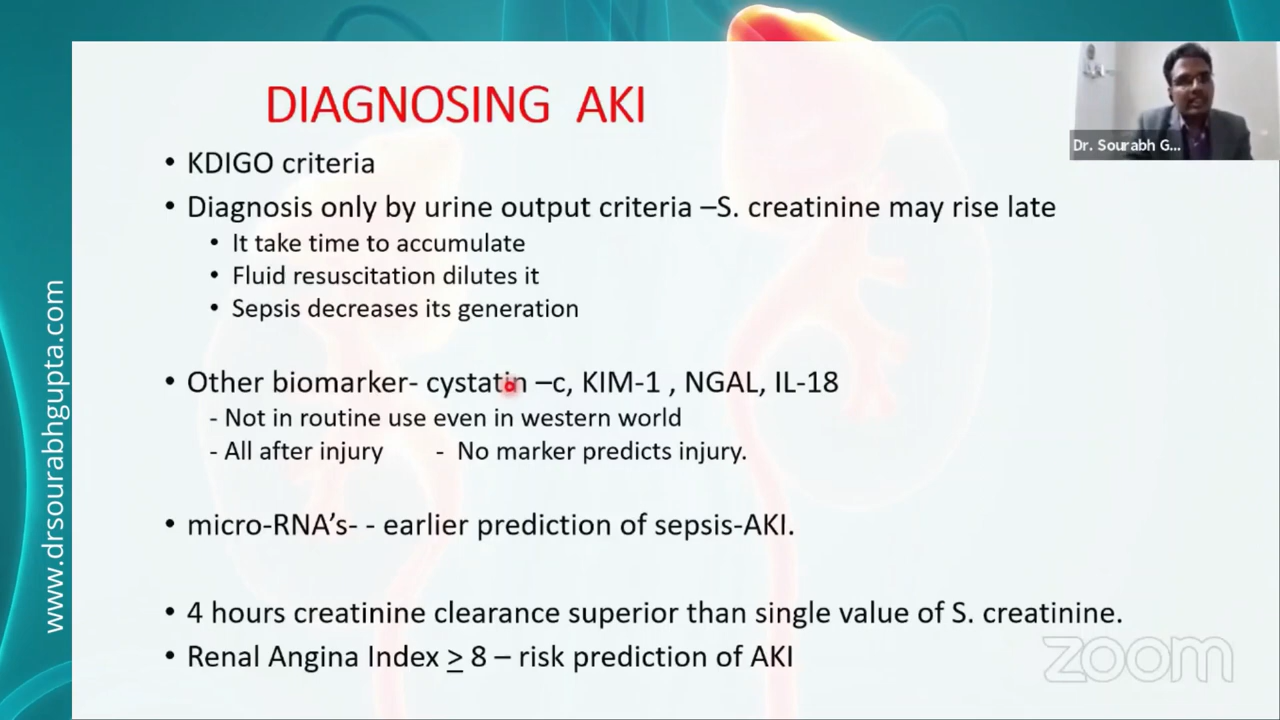 DIAGNOSING AKI
• KDIGO criteria
• Diagnosis only by urine output criteria –S. creatinine may rise late
• It take time to accumulate
• Fluid resuscitation dilutes it
• Sepsis decreases its generation
• Other biomarker- cystatin –c, KIM-1 , NGAL, IL-18
- Not in routine use even in western world
- All after injury - No marker predicts injury.
• micro-RNA’s- - earlier prediction of sepsis-AKI.
• 4 hours creatinine clearance superior than single value of S. creatinine.
• Renal Angina Index ≥ 8 – risk prediction of AKI
www.drsourabhgupta.com
Dr. Sourabh G...
zoom